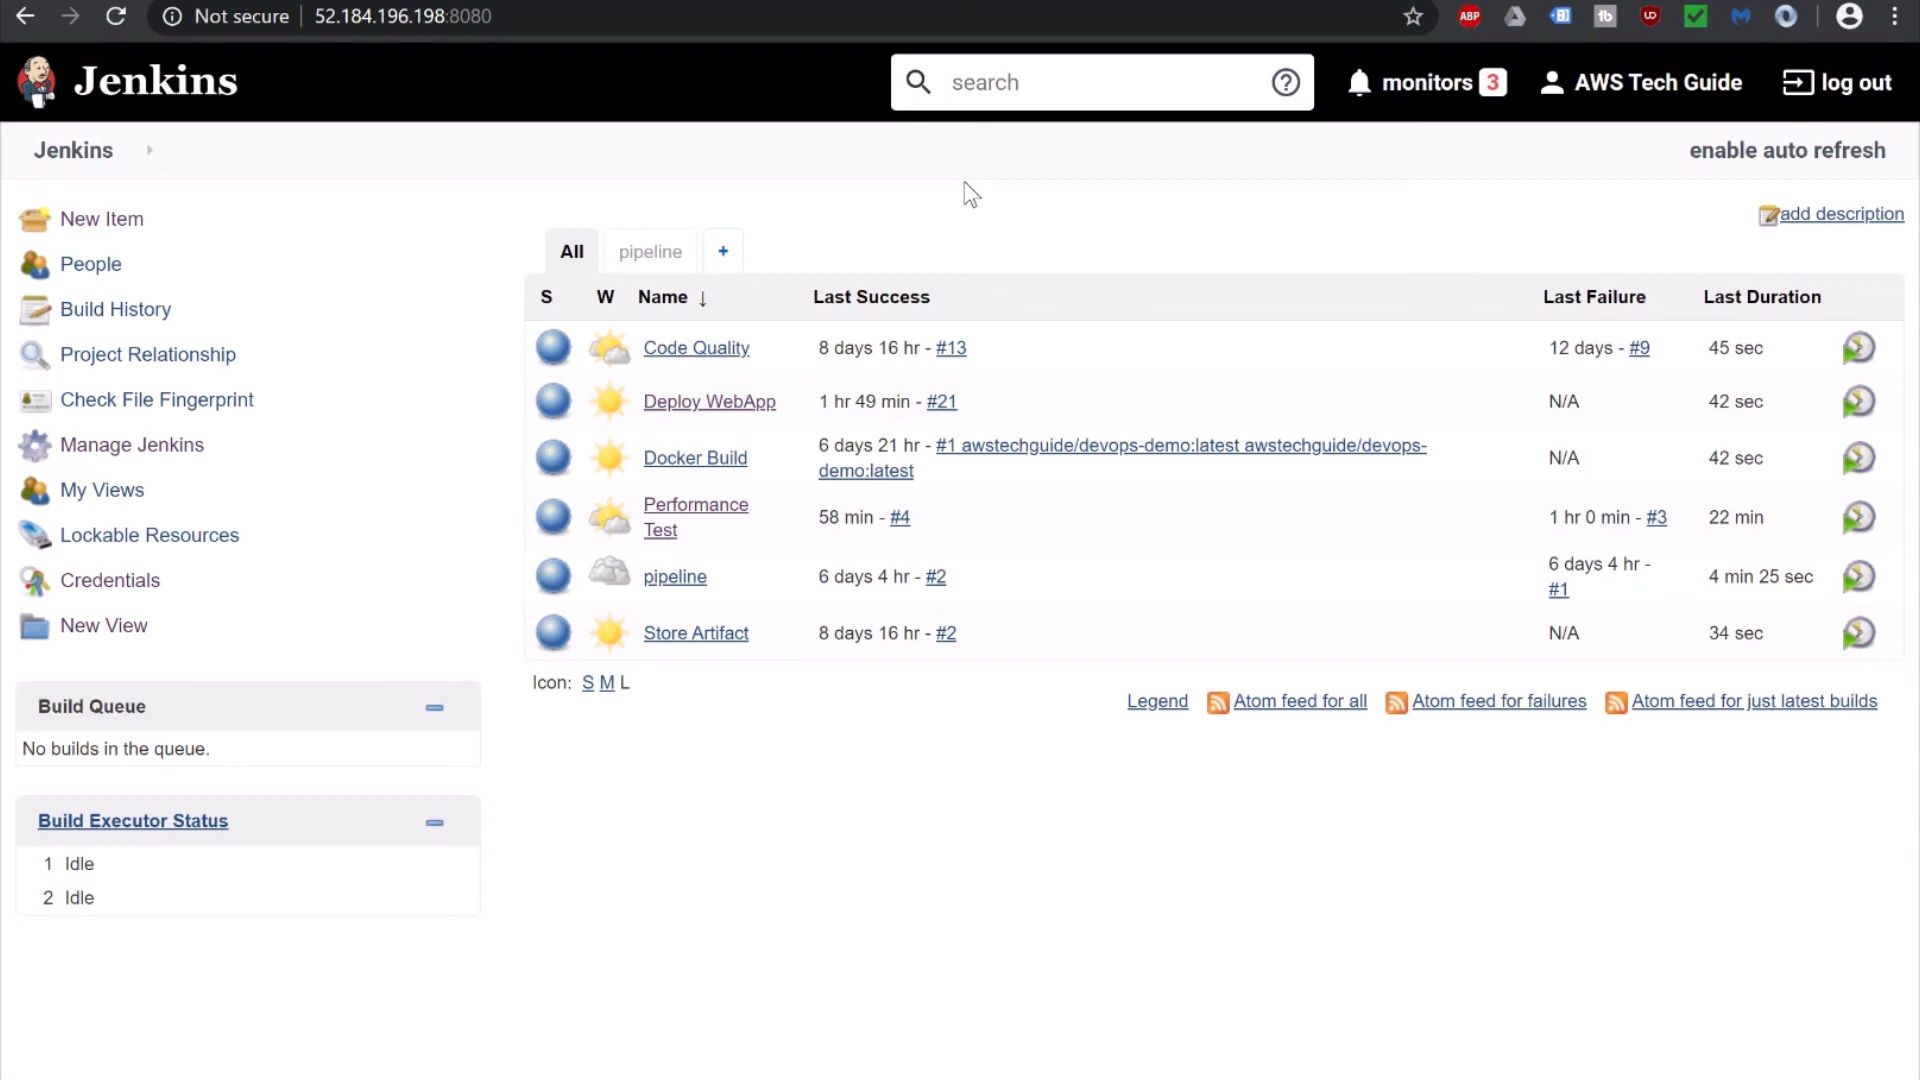 Not secure 52.184.196.198:8080
ABP
Jenkins
search
monitors 3
AWS Tech Guide
log out
Jenkins
enable auto refresh
New Item
People
Build History
Project Relationship
Check File Fingerprint
Manage Jenkins
My Views
Lockable Resources
Credentials
New View
Build Queue
No builds in the queue.
Build Executor Status
1 Idle
2 Idle
add description
All pipeline +
S W Name ↓ Last Success Last Failure Last Duration
Code Quality 8 days 16 hr - #13 12 days - #9 45 sec
Deploy WebApp 1 hr 49 min - #21 N/A 42 sec
Docker Build 6 days 21 hr - #1 awstechguide/devops-demo:latest awstechguide/devops-
demo:latest N/A 42 sec
Performance
Test 58 min - #4 1 hr 0 min - #3 22 min
pipeline 6 days 4 hr - #2 6 days 4 hr -
#1 4 min 25 sec
Store Artifact 8 days 16 hr - #2 N/A 34 sec
Icon: S M L
Legend Atom feed for all Atom feed for failures Atom feed for just latest builds